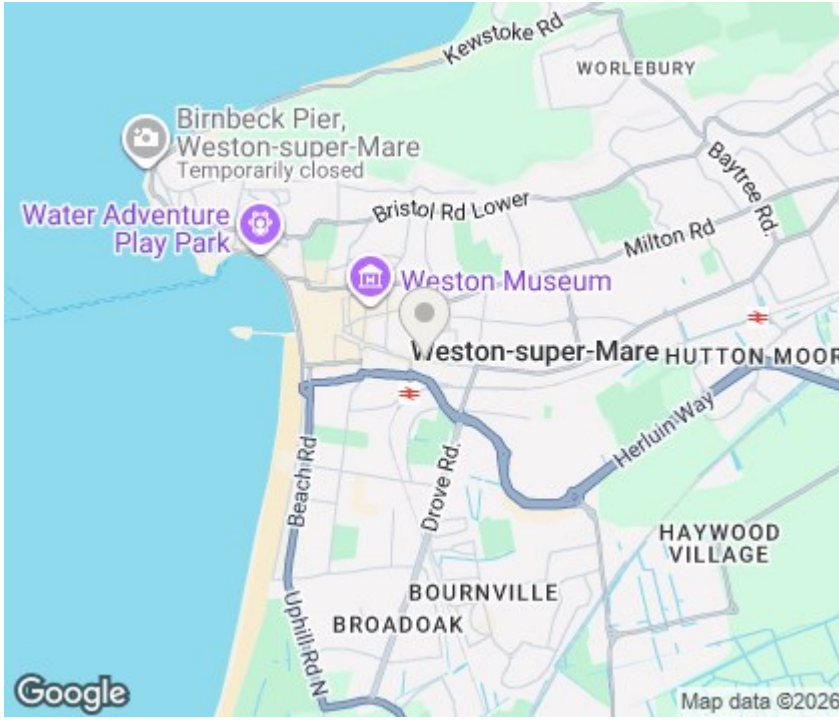 Kewstoke Rd
WORLEBURY
Birnbeck Pier,
Weston-super-Mare
Temporarily closed
Baytree Rd.
Bristol Rd Lower
Water Adventure
Play Park
Milton Rd
Weston Museum
Weston-super-Mare
HUTTON MOOR
Herluin Way
Beach Rd
Drove Rd.
HAYWOOD
VILLAGE
BOURNVILLE
BROADOAK
Uphill Rd N
Google
Map data ©2026